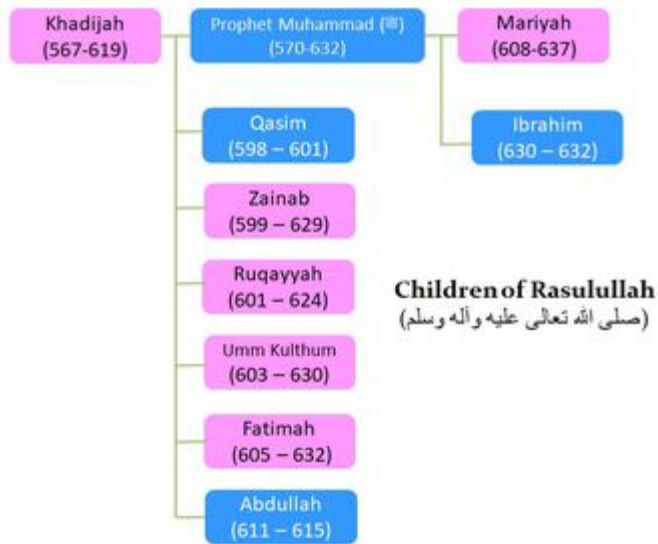 Khadijah
(567-619)
Prophet Muhammad (ﷺ)
(570-632)
Mariyah
(608-637)
Qasim
(598 – 601)
Ibrahim
(630 – 632)
Zainab
(599 – 629)
Ruqayyah
(601 – 624)
Children of Rasulullah
(صلى الله تعالى عليه وآله وسلم)
Umm Kulthum
(603 – 630)
Fatimah
(605 – 632)
Abdullah
(611 – 615)